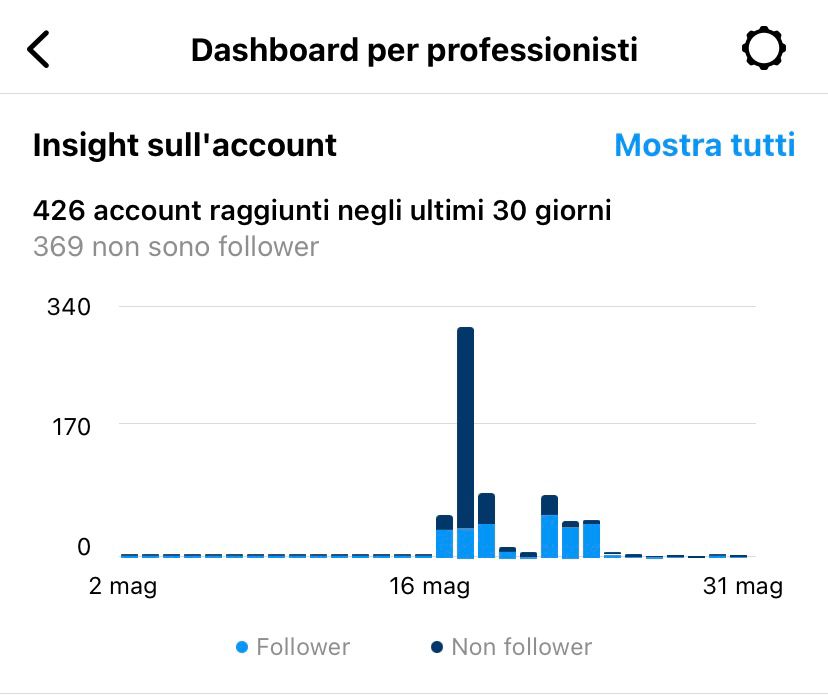 Dashboard per professionisti
Insight sull'account Mostra tutti
426 account raggiunti negli ultimi 30 giorni
369 non sono follower
340
170
0
2 mag 16 mag 31 mag
Follower Non follower